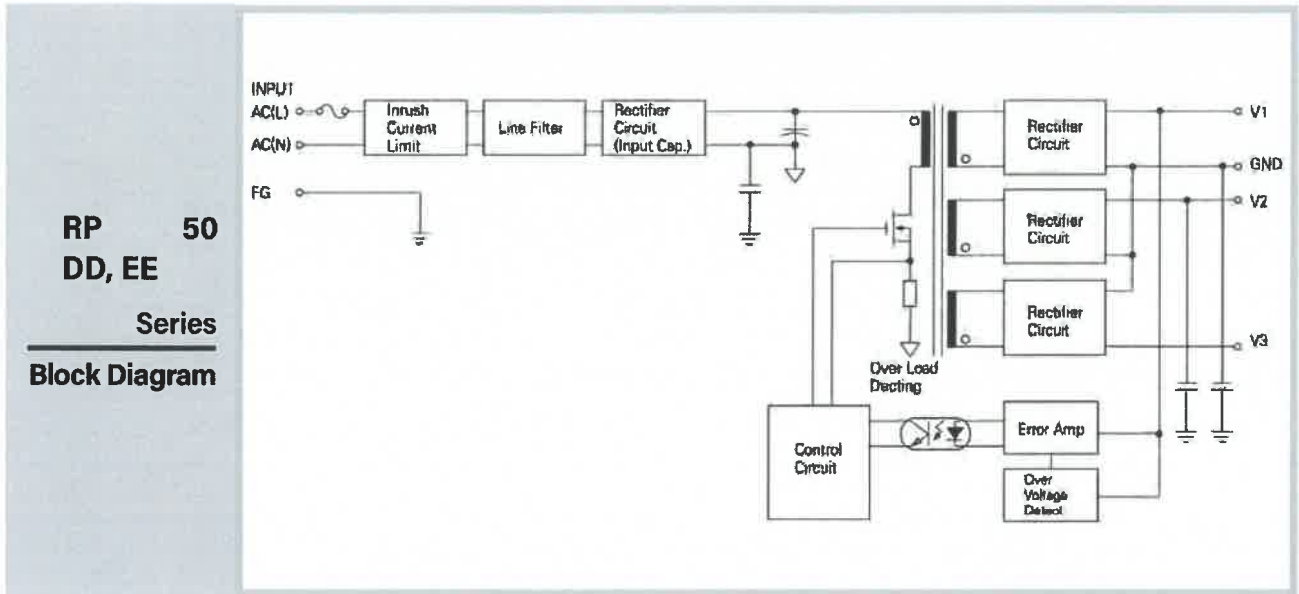 RP 50
DD, EE
Series
Block Diagram
INPUT
AC(L)
AC(N)
FG
Inrush
Current
Limit
Line Filter
Rectifier
Circuit
(Input Cap.)
Rectifier
Circuit
Rectifier
Circuit
Rectifier
Circuit
V1
GND
V2
V3
Over Load
Decting
Control
Circuit
Error Amp
Over
Voltage
Detect